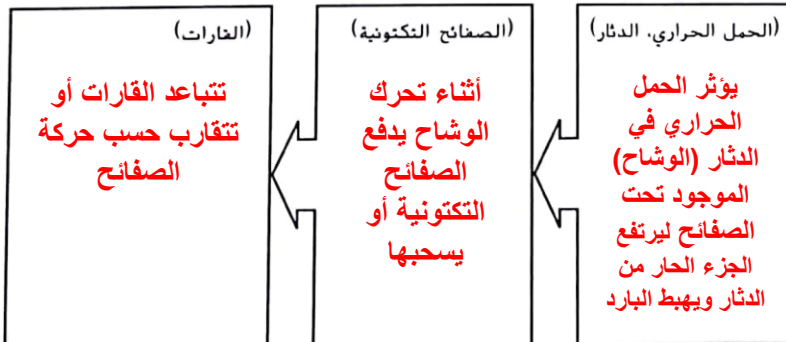 (الحمل الحراري، الدثار)
يؤثر الحمل
الحراري في
الدثار (الوشاح)
الموجود تحت
الصفائح ليرتفع
الجزء الحار من
الدثار ويهبط البارد
(الصفائح التكتونية)
أثناء تحرك
الوشاح يدفع
الصفائح
التكتونية أو
يسحبها
(القارات)
تتباعد القارات أو
تتقارب حسب حركة
الصفائح